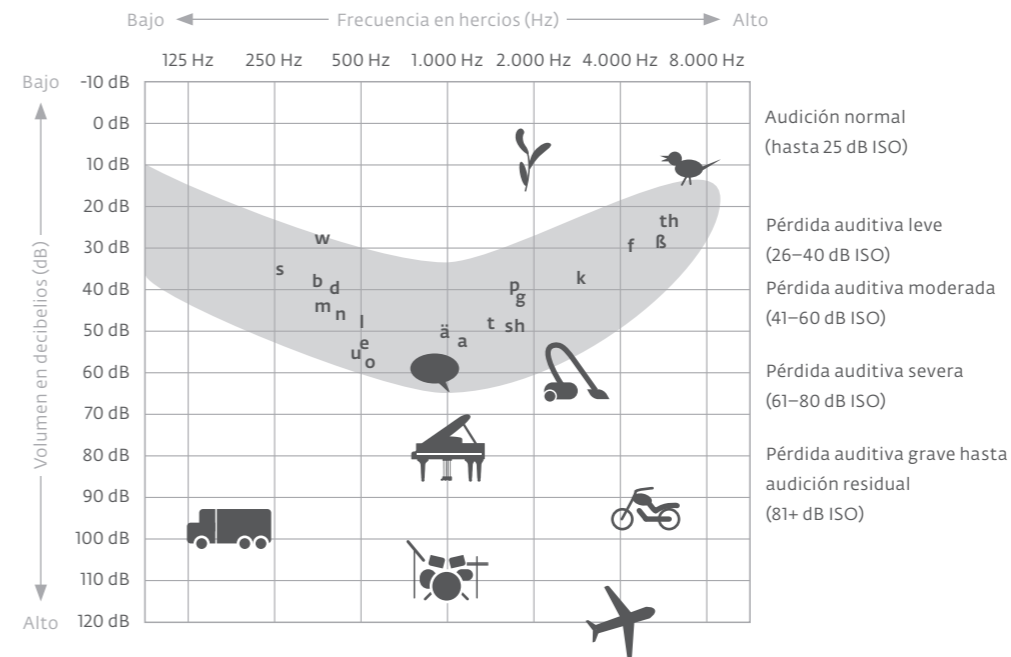 Bajo Frecuencia en hercios (Hz) Alto
125 Hz 250 Hz 500 Hz 1.000 Hz 2.000 Hz 4.000 Hz 8.000 Hz
Bajo
Volumen en decibelios (dB)
Alto
-10 dB
0 dB
10 dB
20 dB
30 dB
40 dB
50 dB
60 dB
70 dB
80 dB
90 dB
100 dB
110 dB
120 dB
w
s
b
d
m
n
l
e
u
o
ä
a
t
sh
p
g
k
f
th
ß
Audición normal
(hasta 25 dB ISO)
Pérdida auditiva leve
(26–40 dB ISO)
Pérdida auditiva moderada
(41–60 dB ISO)
Pérdida auditiva severa
(61–80 dB ISO)
Pérdida auditiva grave hasta
audición residual
(81+ dB ISO)